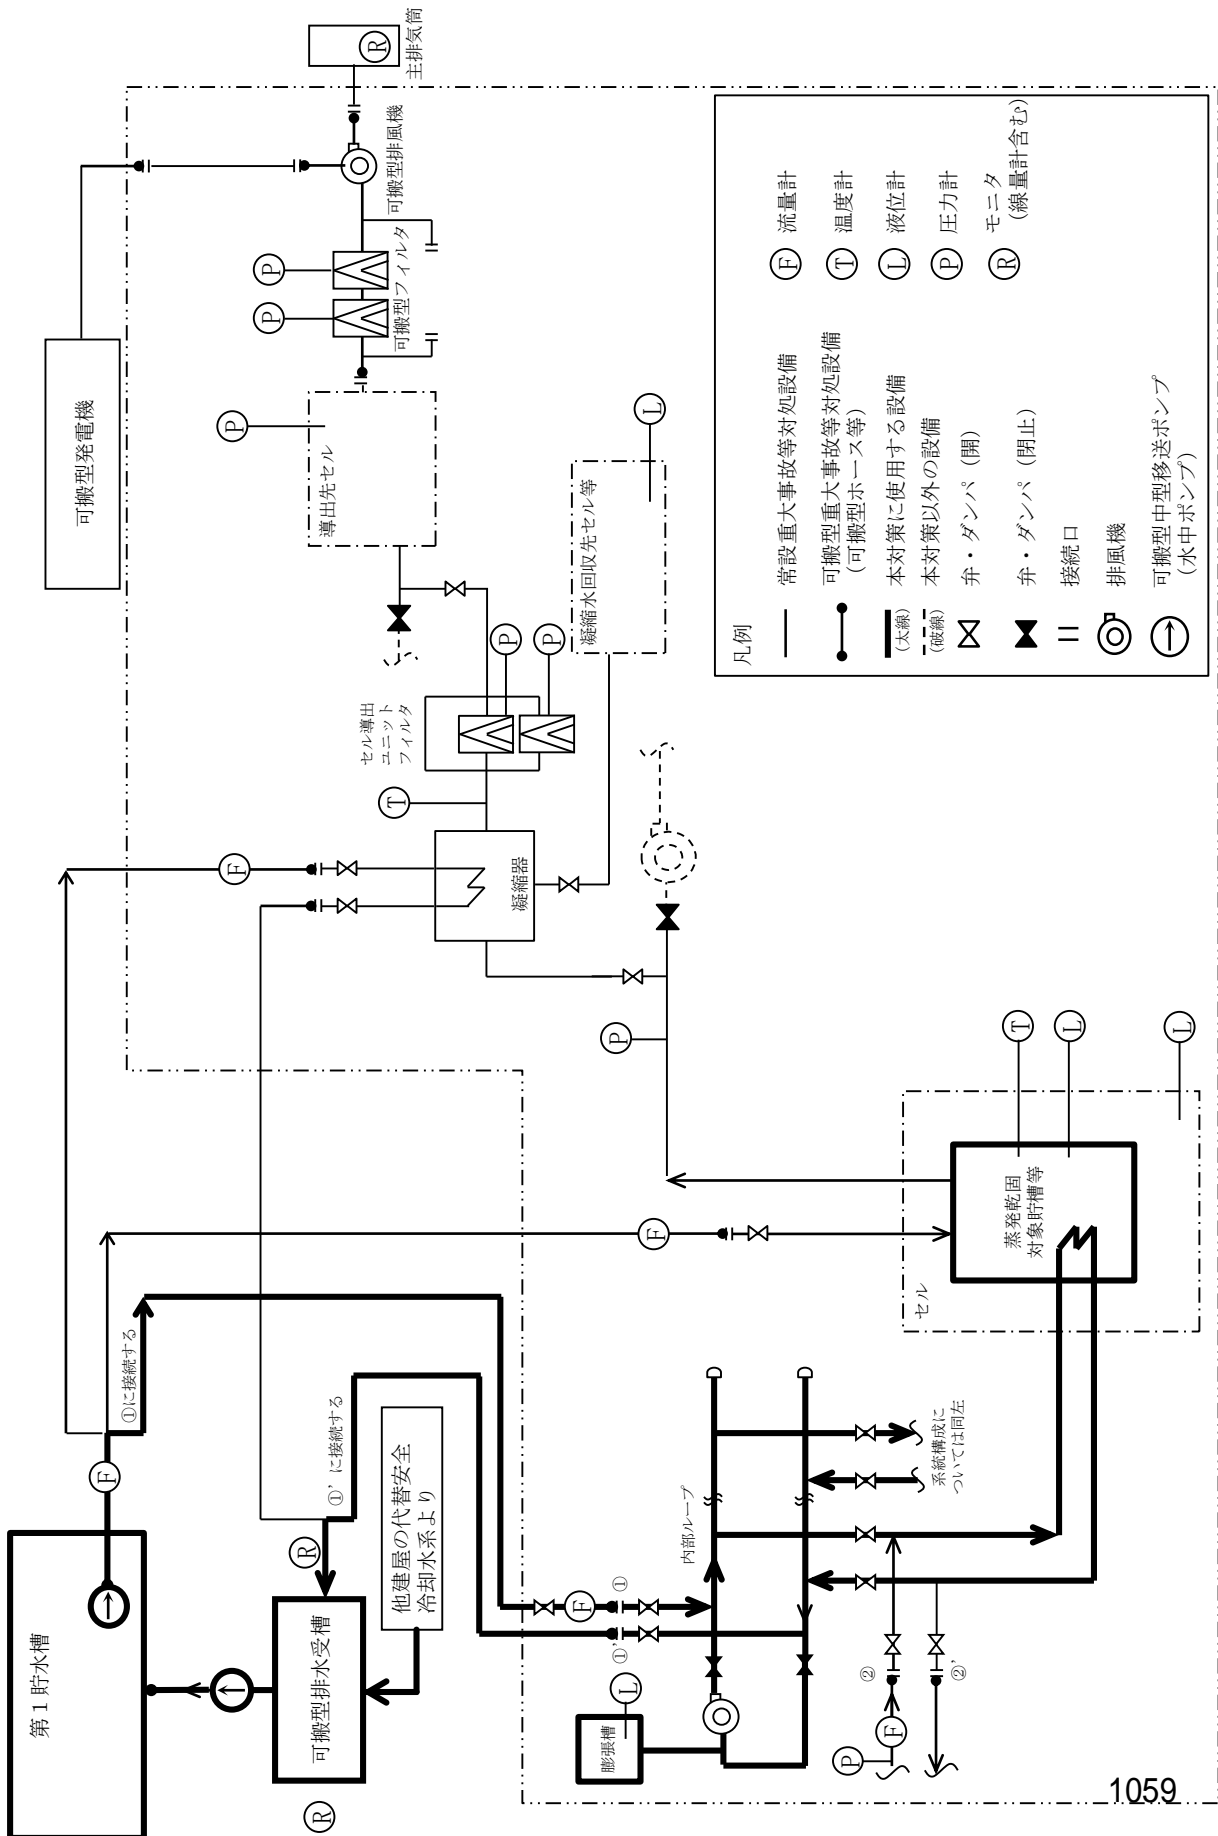 主排気筒
R
可搬型排風機
可搬型フィルタ
P
P
可搬型発電機
導出先セル
P
凝縮水回収先セル等
L
セル導出
ユニット
フィルタ
P
P
T
凝縮器
F
P
第1貯水槽
F
①に接続する
①’に接続する
R
可搬型排水受槽
R
他建屋の代替安全
冷却水系より
F
セル
蒸発乾固
対象貯槽等
T
L
L
内部ループ
系統構成に
ついては同左
F
①
①’
膨張槽
L
②
②’
F
P
凡例
常設重大事故等対処設備
可搬型重大事故等対処設備
(可搬型ホース等)
(太線)
本対策に使用する設備
(破線)
本対策以外の設備
弁・ダンパ (開)
弁・ダンパ (閉止)
接続口
排風機
可搬型中型移送ポンプ
(水中ポンプ)
F 流量計
T 温度計
L 液位計
P 圧力計
R モニタ
(線量計含む)
1059